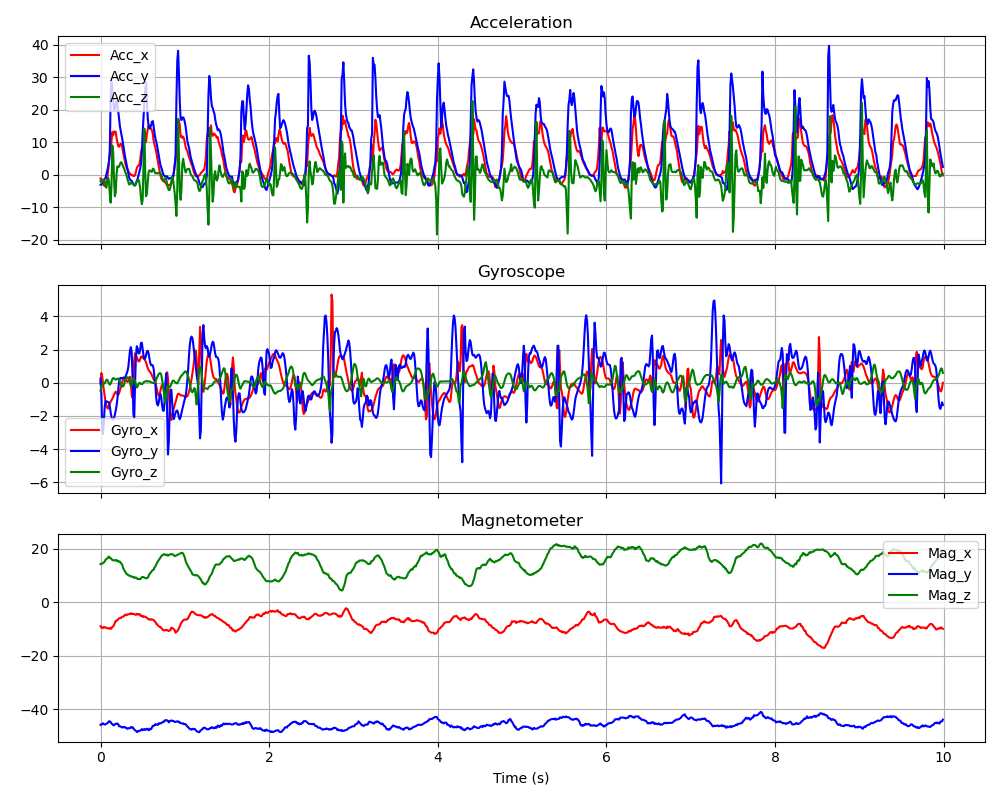 Acceleration
40
30
20
10
0
−10
−20
Acc_x
Acc_y
Acc_z
Gyroscope
4
2
0
−2
−4
−6
Gyro_x
Gyro_y
Gyro_z
Magnetometer
20
0
−20
−40
Mag_x
Mag_y
Mag_z
0 2 4 6 8 10
Time (s)